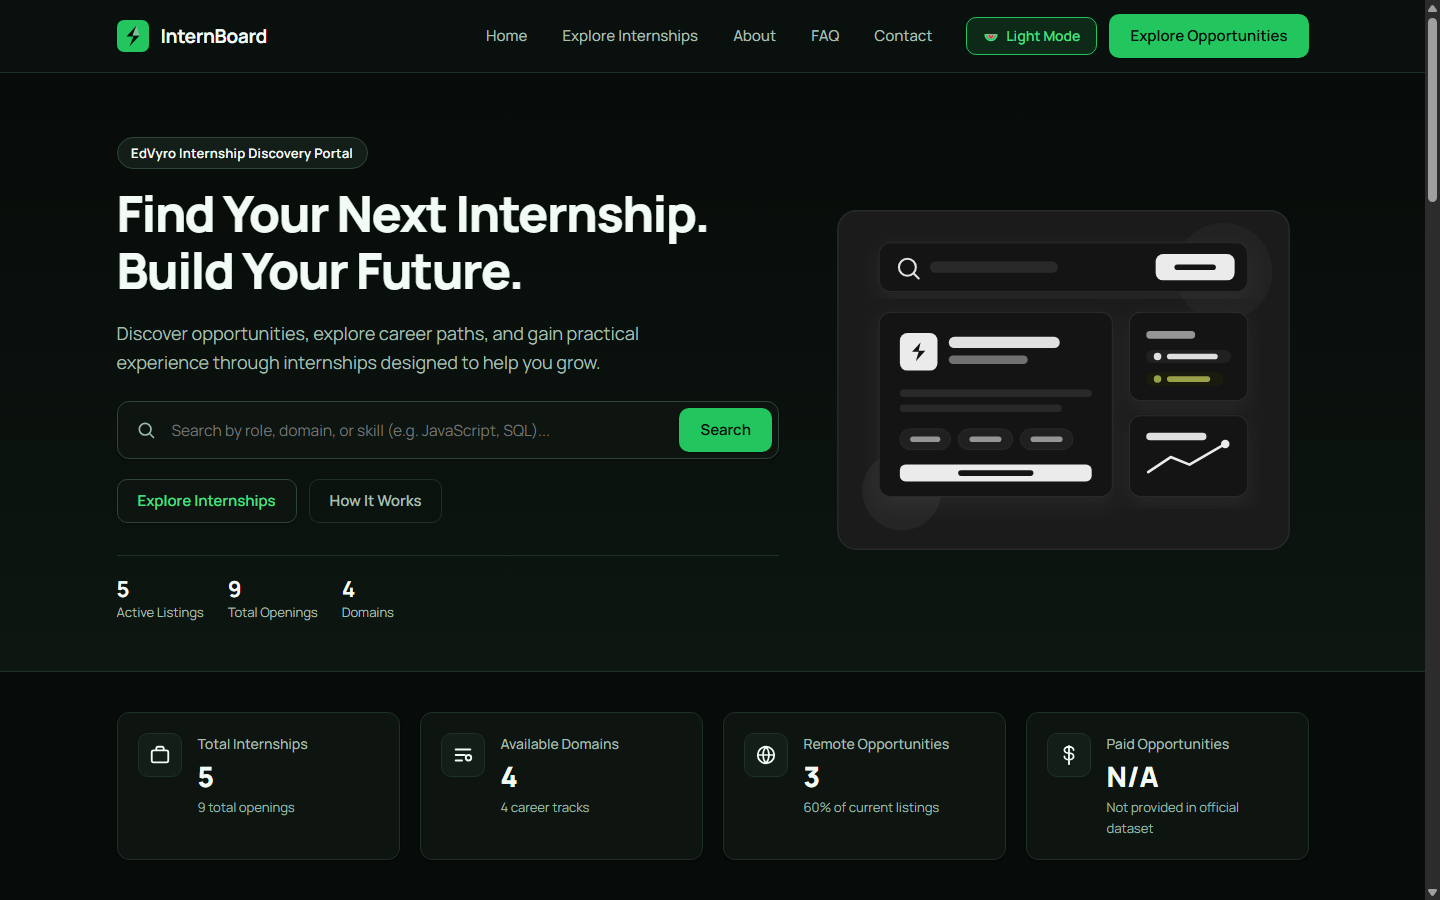 InternBoard
Home
Explore Internships
About
FAQ
Contact
Light Mode
Explore Opportunities
EdVyro Internship Discovery Portal
Find Your Next Internship.
Build Your Future.
Discover opportunities, explore career paths, and gain practical
experience through internships designed to help you grow.
Search by role, domain, or skill (e.g. JavaScript, SQL)...
Search
Explore Internships
How It Works
5
Active Listings
9
Total Openings
4
Domains
Total Internships
5
9 total openings
Available Domains
4
4 career tracks
Remote Opportunities
3
60% of current listings
Paid Opportunities
N/A
Not provided in official
dataset